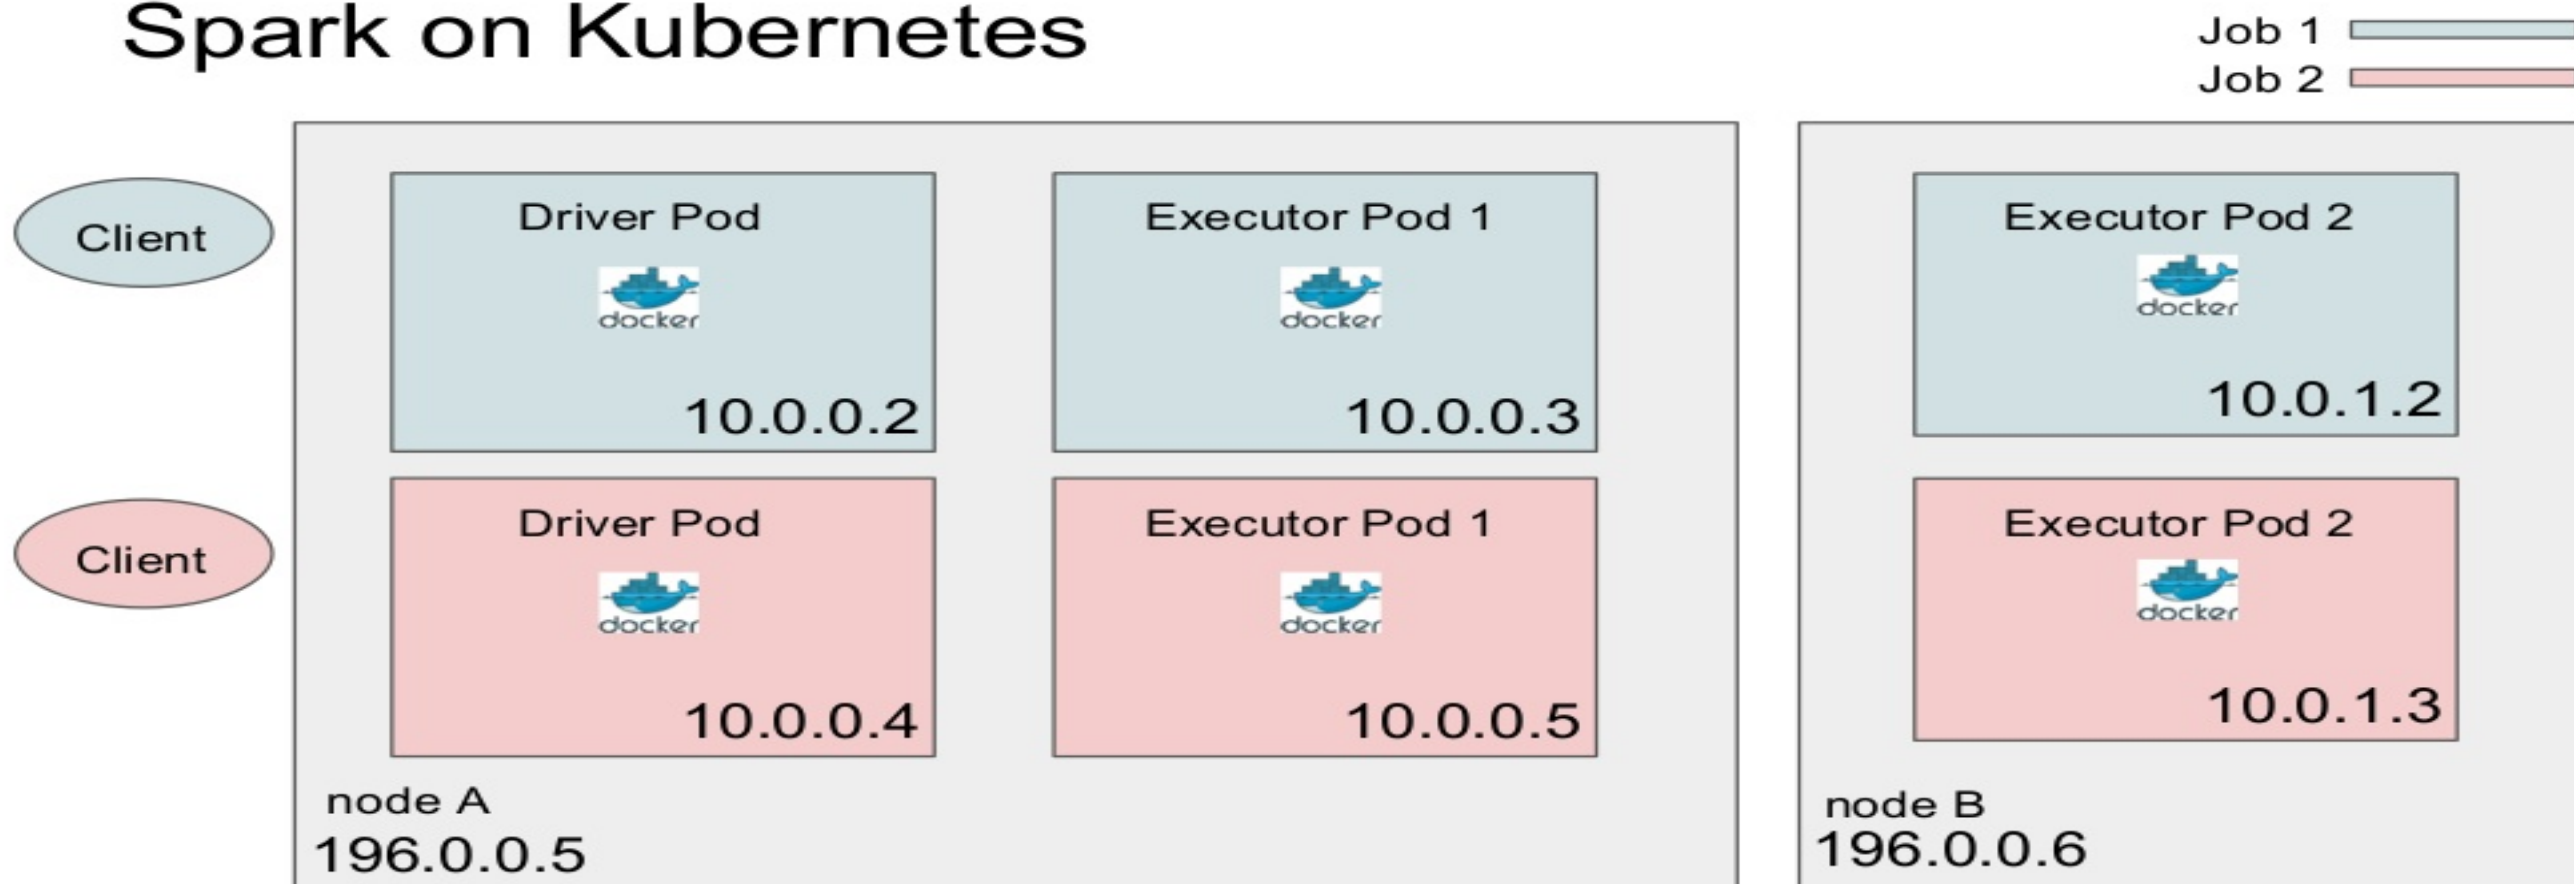 Spark on Kubernetes
Job 1
Job 2
Client
Driver Pod
docker
10.0.0.2
Executor Pod 1
docker
10.0.0.3
Executor Pod 2
docker
10.0.1.2
Client
Driver Pod
docker
10.0.0.4
Executor Pod 1
docker
10.0.0.5
Executor Pod 2
docker
10.0.1.3
node A
196.0.0.5
node B
196.0.0.6